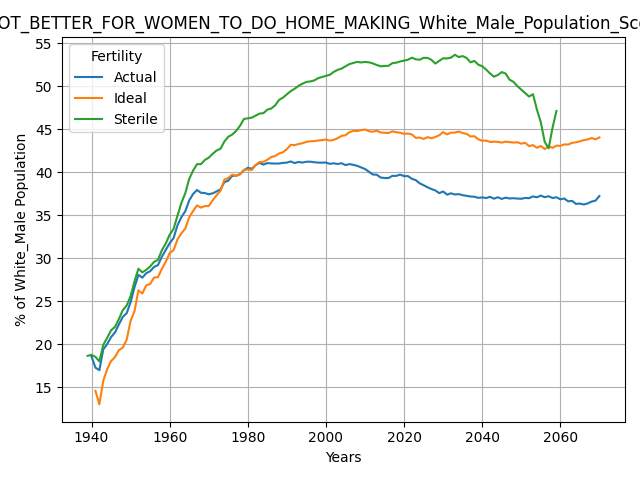 OT_BETTER_FOR_WOMEN_TO_DO_HOME_MAKING_White_Male_Population_Sc
Fertility
Actual
Ideal
Sterile
% of White_Male Population
55
50
45
40
35
30
25
20
15
1940
1960
1980
2000
2020
2040
2060
Years